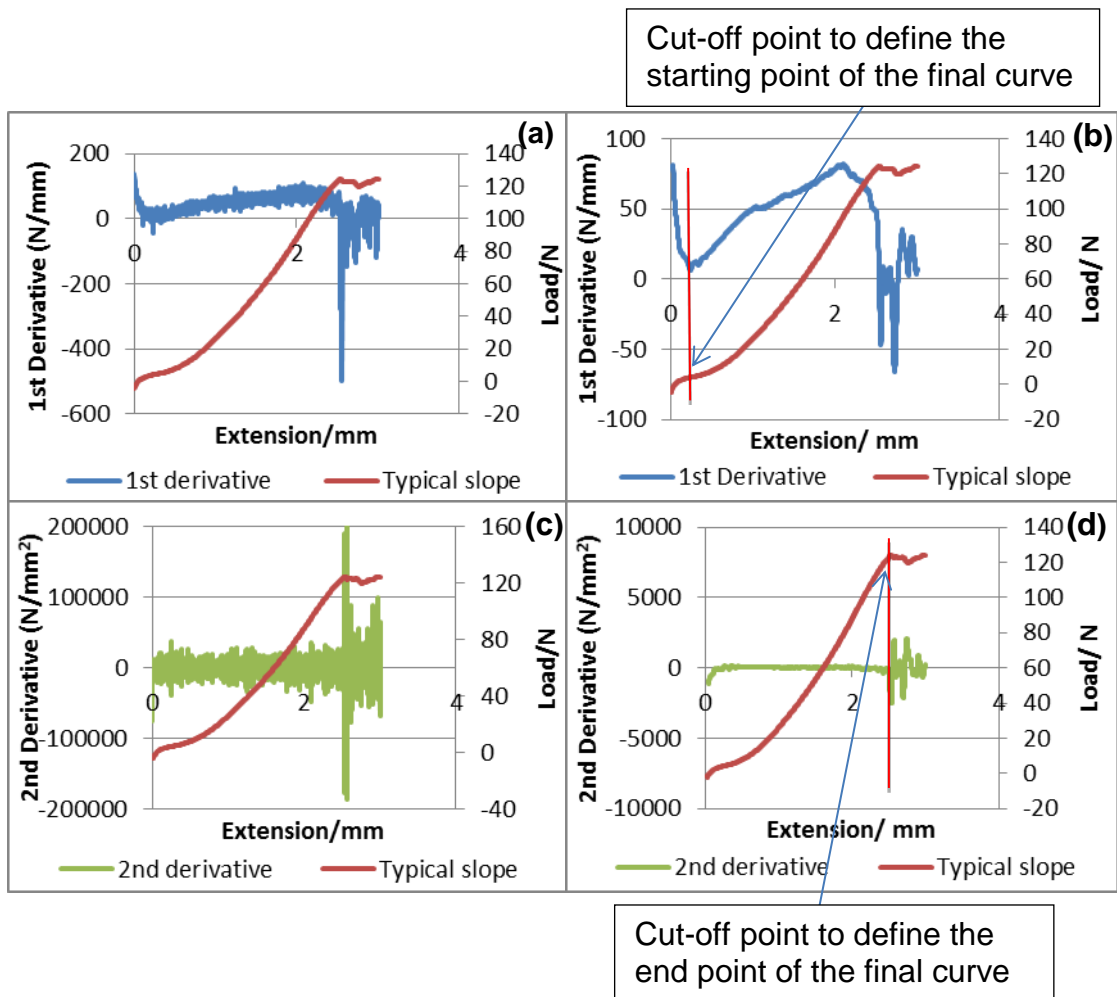 Cut-off point to define the
starting point of the final curve
(a)
1st Derivative (N/mm)
200
0
-200
-400
-600
0
2
4
140
120
100
80
60
40
20
0
-20
Load/N
Extension/mm
1st derivative
Typical slope
(b)
1st Derivative (N/mm)
100
50
0
-50
-100
0
2
4
140
120
100
80
60
40
20
0
-20
Load/ N
Extension/ mm
1st Derivative
Typical slope
(c)
2nd Derivative (N/mm²)
200000
100000
0
-100000
-200000
0
2
4
160
120
80
40
0
-40
Load/N
Extension/mm
2nd derivative
Typical slope
(d)
2nd Derivative (N/mm²)
10000
5000
0
-5000
-10000
0
2
4
140
120
100
80
60
40
20
0
-20
Load/ N
Extension/ mm
2nd derivative
Typical slope
Cut-off point to define the
end point of the final curve